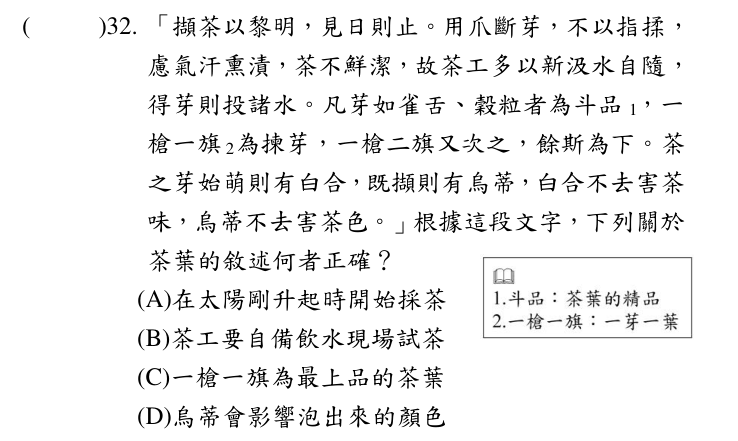 (　　)32. 「擷茶以黎明，見日則止。用爪斷芽，不以指揉，
慮氣汗熏漬，茶不鮮潔，故茶工多以新汲水自隨，
得芽則投諸水。凡芽如雀舌、穀粒者為斗品1，一
槍一旗2為揀芽，一槍二旗又次之，餘斯為下。茶
之芽始萌則有白合，既擷則有烏蒂，白合不去害茶
味，烏蒂不去害茶色。」根據這段文字，下列關於
茶葉的敘述何者正確？
(A)在太陽剛升起時開始採茶
(B)茶工要自備飲水現場試茶
(C)一槍一旗為最上品的茶葉
(D)烏蒂會影響泡出來的顏色
1.斗品：茶葉的精品
2.一槍一旗：一芽一葉